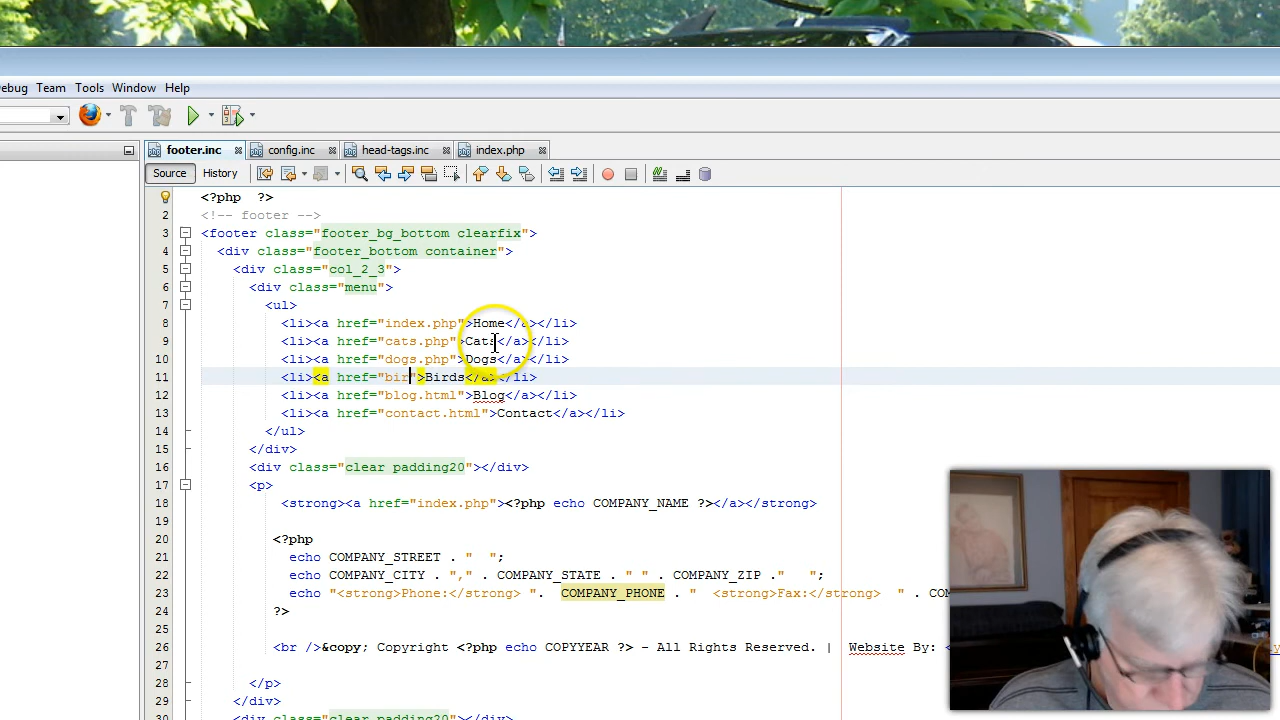 ebug Team Tools Window Help
footer.inc config.inc head-tags.inc index.php
Source History
<?php ?>
2 <!-- footer -->
3 <footer class="footer_bg_bottom clearfix">
4 <div class="footer_bottom container">
5 <div class="col_2_3">
6 <div class="menu">
7 <ul>
8 <li><a href="index.php">Home</a></li>
9 <li><a href="cats.php">Cats</a></li>
10 <li><a href="dogs.php">Dogs</a></li>
11 <li><a href="bir">Birds</a></li>
12 <li><a href="blog.html">Blog</a></li>
13 <li><a href="contact.html">Contact</a></li>
14 </ul>
15 </div>
16 <div class="clear padding20"></div>
17 <p>
18 <strong><a href="index.php"><?php echo COMPANY_NAME ?></a></strong>
19
20 <?php
21 echo COMPANY_STREET . "  ";
22 echo COMPANY_CITY . "," . COMPANY_STATE . " " . COMPANY_ZIP ."   ";
23 echo "<strong>Phone:</strong> ".  COMPANY_PHONE . "  <strong>Fax:</strong>  " . COM
24 ?>
25
26 <br />&copy; Copyright <?php echo COPYYEAR ?> - All Rights Reserved. |  Website By: <
27
28 </p>
29 </div>
30 <div class="clear padding20"></div>